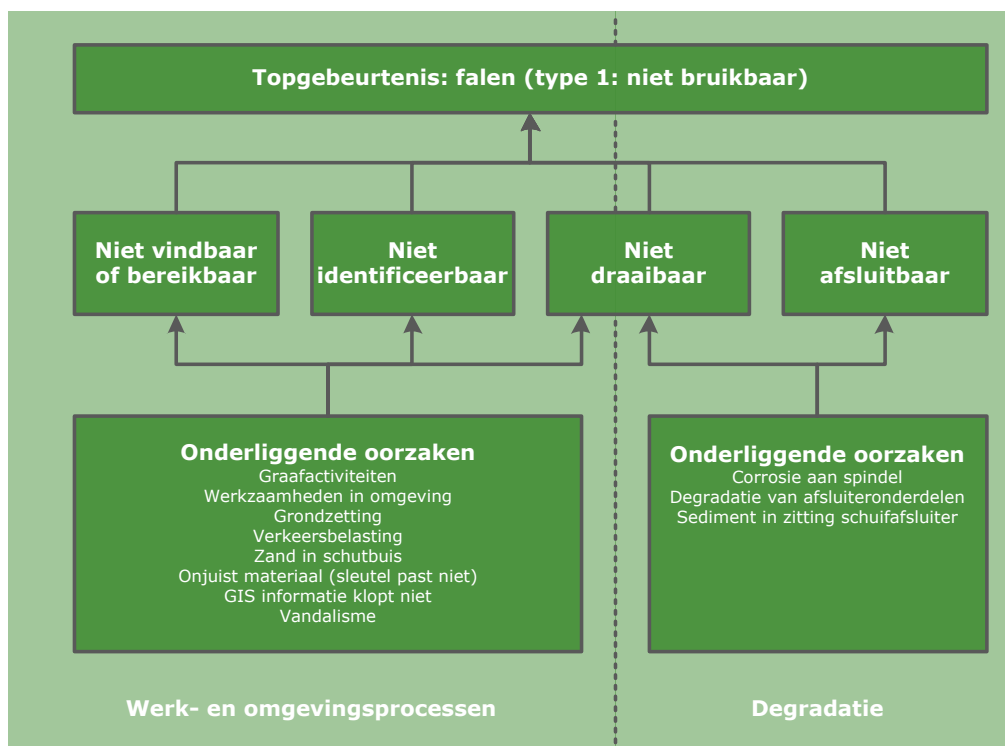 Topgebeurtenis: falen (type 1: niet bruikbaar)
Niet vindbaar
of bereikbaar
Niet
identificeerbaar
Niet
draaibaar
Niet
afsluitbaar
Onderliggende oorzaken
Graafactiviteiten
Werkzaamheden in omgeving
Grondzetting
Verkeersbelasting
Zand in schutbuis
Onjuist materiaal (sleutel past niet)
GIS informatie klopt niet
Vandalisme
Onderliggende oorzaken
Corrosie aan spindel
Degradatie van afsluiteronderdelen
Sediment in zitting schuifafsluiter
Werk- en omgevingsprocessen
Degradatie